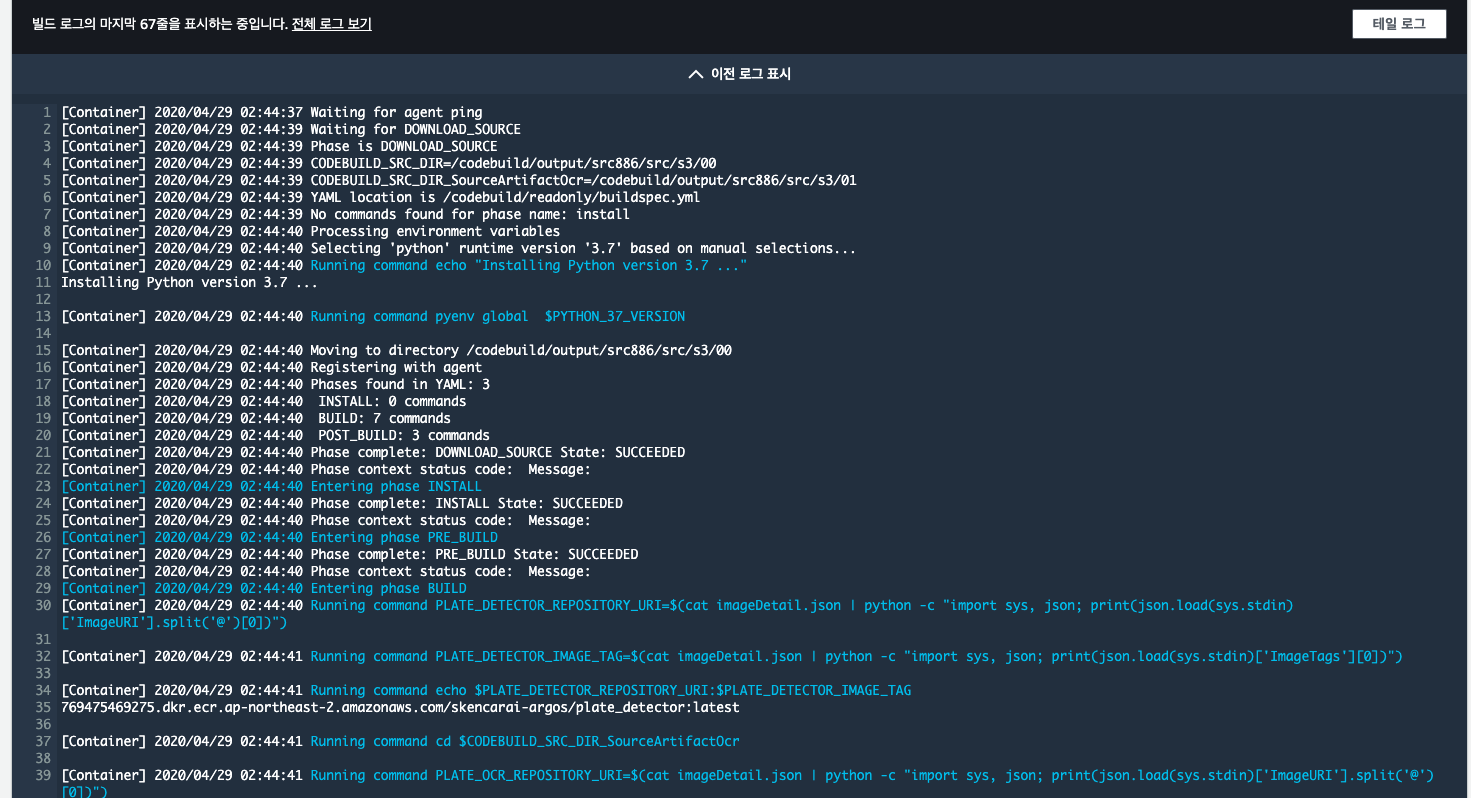 빌드 로그의 마지막 67줄을 표시하는 중입니다. 전체 로그 보기
테일 로그
이전 로그 표시
1 [Container] 2020/04/29 02:44:37 Waiting for agent ping
2 [Container] 2020/04/29 02:44:39 Waiting for DOWNLOAD_SOURCE
3 [Container] 2020/04/29 02:44:39 Phase is DOWNLOAD_SOURCE
4 [Container] 2020/04/29 02:44:39 CODEBUILD_SRC_DIR=/codebuild/output/src886/src/s3/00
5 [Container] 2020/04/29 02:44:39 CODEBUILD_SRC_DIR_SourceArtifactOcr=/codebuild/output/src886/src/s3/01
6 [Container] 2020/04/29 02:44:39 YAML location is /codebuild/readonly/buildspec.yml
7 [Container] 2020/04/29 02:44:39 No commands found for phase name: install
8 [Container] 2020/04/29 02:44:40 Processing environment variables
9 [Container] 2020/04/29 02:44:40 Selecting 'python' runtime version '3.7' based on manual selections...
10 [Container] 2020/04/29 02:44:40 Running command echo "Installing Python version 3.7 ..."
11 Installing Python version 3.7 ...
12
13 [Container] 2020/04/29 02:44:40 Running command pyenv global  $PYTHON_37_VERSION
14
15 [Container] 2020/04/29 02:44:40 Moving to directory /codebuild/output/src886/src/s3/00
16 [Container] 2020/04/29 02:44:40 Registering with agent
17 [Container] 2020/04/29 02:44:40 Phases found in YAML: 3
18 [Container] 2020/04/29 02:44:40  INSTALL: 0 commands
19 [Container] 2020/04/29 02:44:40  BUILD: 7 commands
20 [Container] 2020/04/29 02:44:40  POST_BUILD: 3 commands
21 [Container] 2020/04/29 02:44:40 Phase complete: DOWNLOAD_SOURCE State: SUCCEEDED
22 [Container] 2020/04/29 02:44:40 Phase context status code:  Message:
23 [Container] 2020/04/29 02:44:40 Entering phase INSTALL
24 [Container] 2020/04/29 02:44:40 Phase complete: INSTALL State: SUCCEEDED
25 [Container] 2020/04/29 02:44:40 Phase context status code:  Message:
26 [Container] 2020/04/29 02:44:40 Entering phase PRE_BUILD
27 [Container] 2020/04/29 02:44:40 Phase complete: PRE_BUILD State: SUCCEEDED
28 [Container] 2020/04/29 02:44:40 Phase context status code:  Message:
29 [Container] 2020/04/29 02:44:40 Entering phase BUILD
30 [Container] 2020/04/29 02:44:40 Running command PLATE_DETECTOR_REPOSITORY_URI=$(cat imageDetail.json | python -c "import sys, json; print(json.load(sys.stdin)
['ImageURI'].split('@')[0])")
31
32 [Container] 2020/04/29 02:44:41 Running command PLATE_DETECTOR_IMAGE_TAG=$(cat imageDetail.json | python -c "import sys, json; print(json.load(sys.stdin)['ImageTags'][0])")
33
34 [Container] 2020/04/29 02:44:41 Running command echo $PLATE_DETECTOR_REPOSITORY_URI:$PLATE_DETECTOR_IMAGE_TAG
35 769475469275.dkr.ecr.ap-northeast-2.amazonaws.com/skencarai-argos/plate_detector:latest
36
37 [Container] 2020/04/29 02:44:41 Running command cd $CODEBUILD_SRC_DIR_SourceArtifactOcr
38
39 [Container] 2020/04/29 02:44:41 Running command PLATE_OCR_REPOSITORY_URI=$(cat imageDetail.json | python -c "import sys, json; print(json.load(sys.stdin)['ImageURI'].split('@')
[0])")